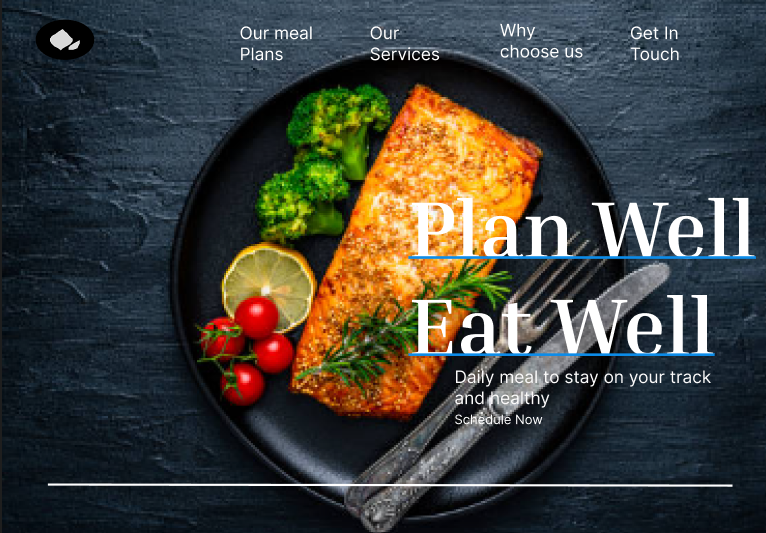 Our meal
Plans
Our
Services
Why
choose us
Get In
Touch
Plan Well
Eat Well
Daily meal to stay on your track
and healthy
Schedule Now